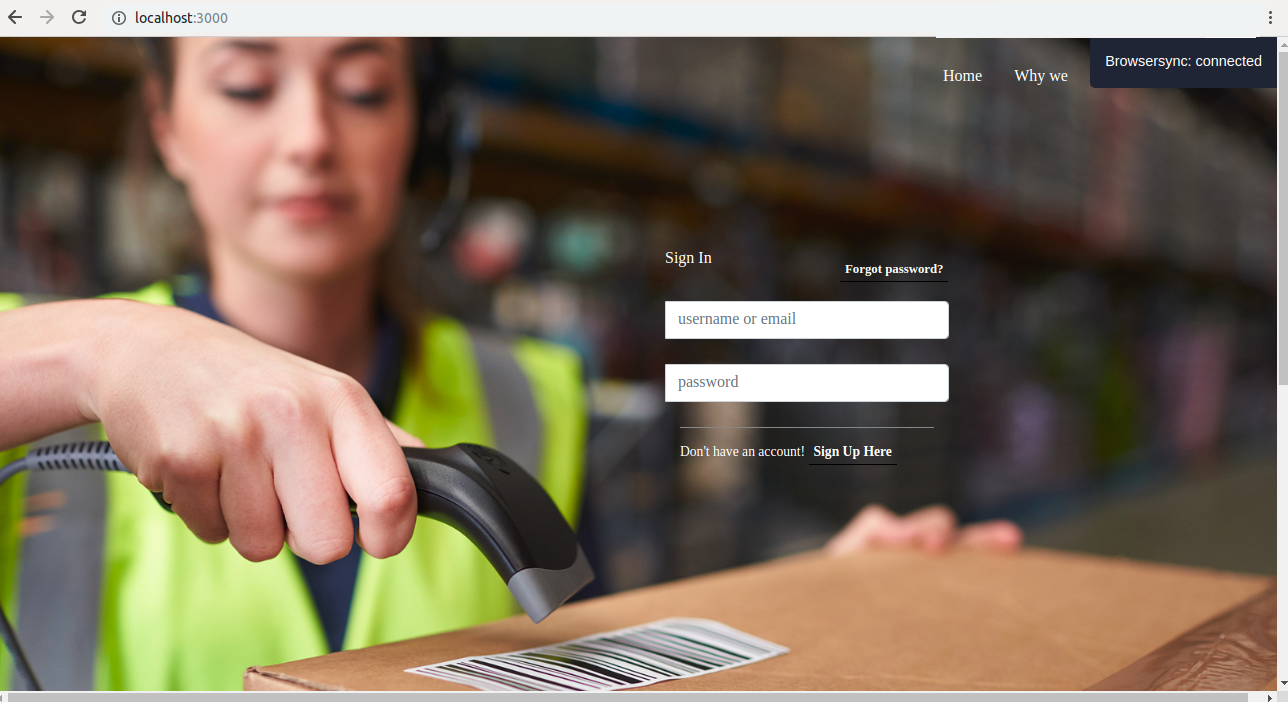 localhost:3000
Browsersync: connected
Home Why we
Sign In
Forgot password?
username or email
password
Don't have an account! Sign Up Here